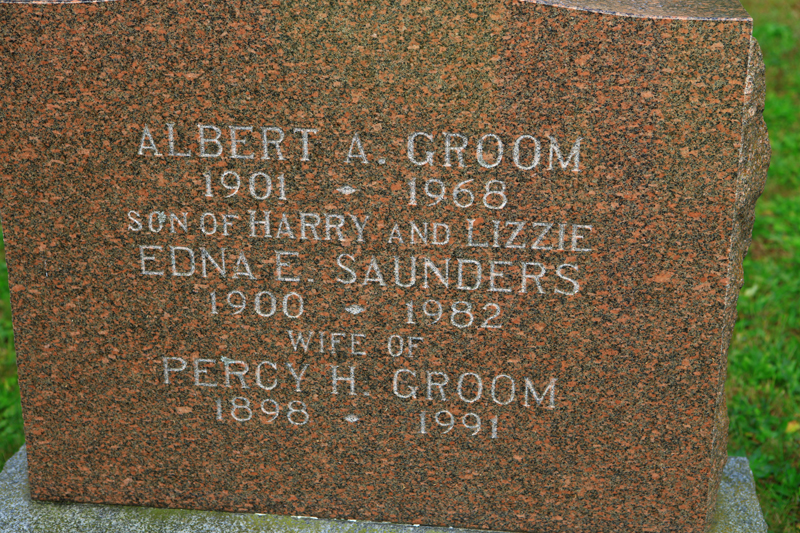 ALBERT A. GROOM
1901 - 1968
SON OF HARRY AND LIZZIE
EDNA E. SAUNDERS
1900 - 1982
WIFE OF
PERCY H. GROOM
1898 - 1991